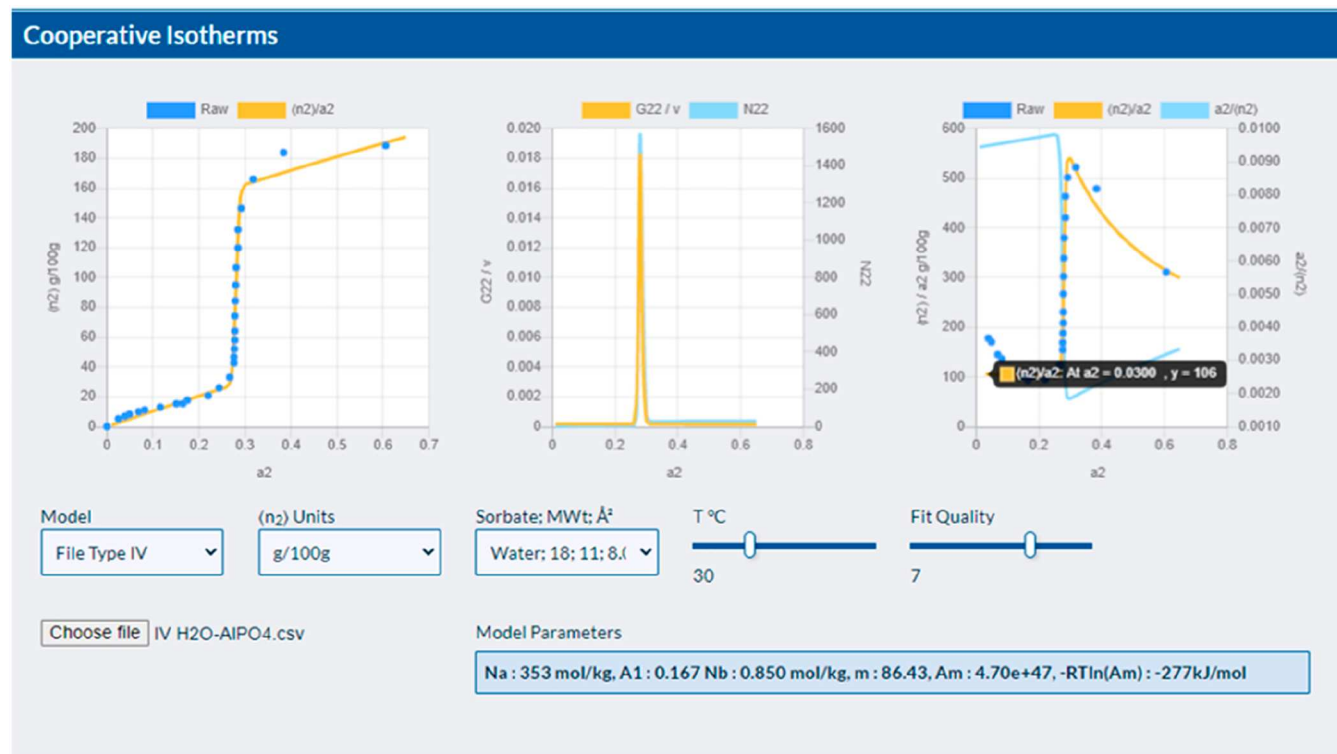 Cooperative Isotherms
Raw (n2)/a2
200
180
160
140
120
100
80
60
40
20
0
0 0.1 0.2 0.3 0.4 0.5 0.6 0.7
(n2) g/100g
a2
G22 / v N22
0.020
0.018
0.016
0.014
0.012
0.010
0.008
0.006
0.004
0.002
0
0 0.2 0.4 0.6 0.8
1600
1400
1200
1000
800
600
400
200
0
G22 / v
N22
a2
Raw (n2)/a2 a2/(n2)
600
500
400
300
200
100
0
0 0.2 0.4 0.6 0.8
0.0100
0.0090
0.0080
0.0070
0.0060
0.0050
0.0040
0.0030
0.0020
0.0010
(n2) / a2 g/100g
a2/(n2)
(n2)/a2: At a2 = 0.0300 , y = 106
a2
Model (n₂) Units Sorbate; MWt; Å² T °C Fit Quality
File Type IV g/100g Water; 18; 11; 8.(
30 7
Choose file IV H2O-AlPO4.csv
Model Parameters
Na : 353 mol/kg, A1 : 0.167 Nb : 0.850 mol/kg, m : 86.43, Am : 4.70e+47, -RTln(Am) : -277kJ/mol